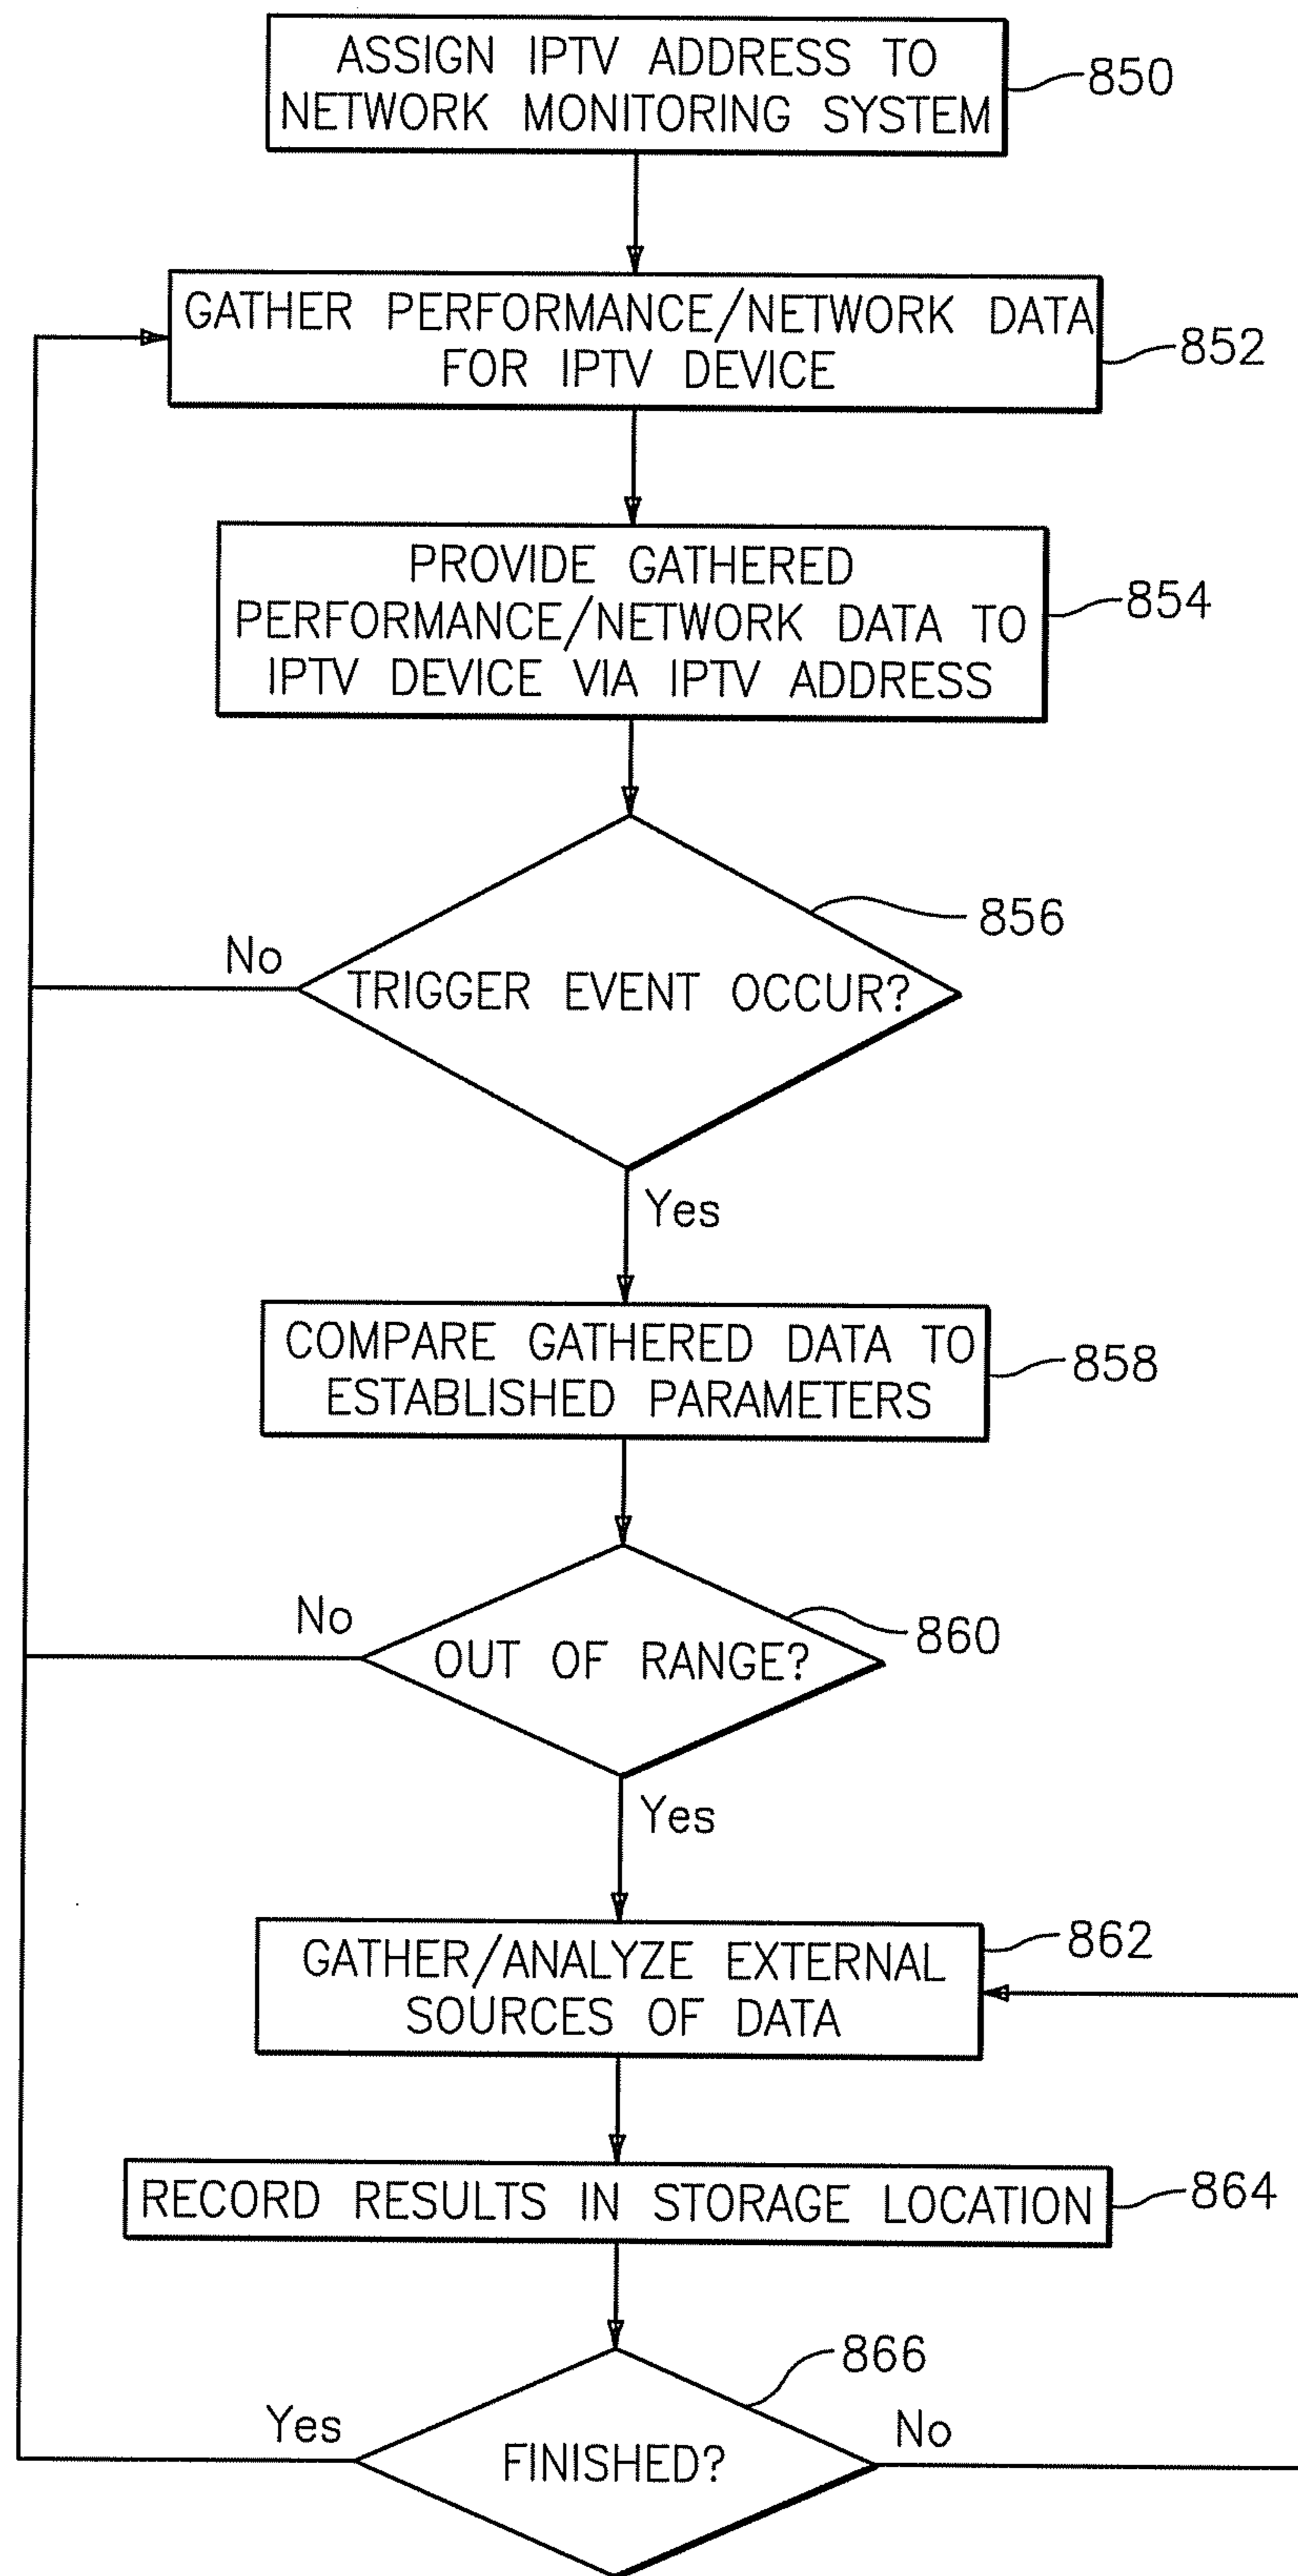 ASSIGN IPTV ADDRESS TO
NETWORK MONITORING SYSTEM
850
GATHER PERFORMANCE/NETWORK DATA
FOR IPTV DEVICE
852
PROVIDE GATHERED
PERFORMANCE/NETWORK DATA TO
IPTV DEVICE VIA IPTV ADDRESS
854
856
No
TRIGGER EVENT OCCUR?
Yes
COMPARE GATHERED DATA TO
ESTABLISHED PARAMETERS
858
No
860
OUT OF RANGE?
Yes
GATHER/ANALYZE EXTERNAL
SOURCES OF DATA
862
RECORD RESULTS IN STORAGE LOCATION
864
866
Yes
No
FINISHED?